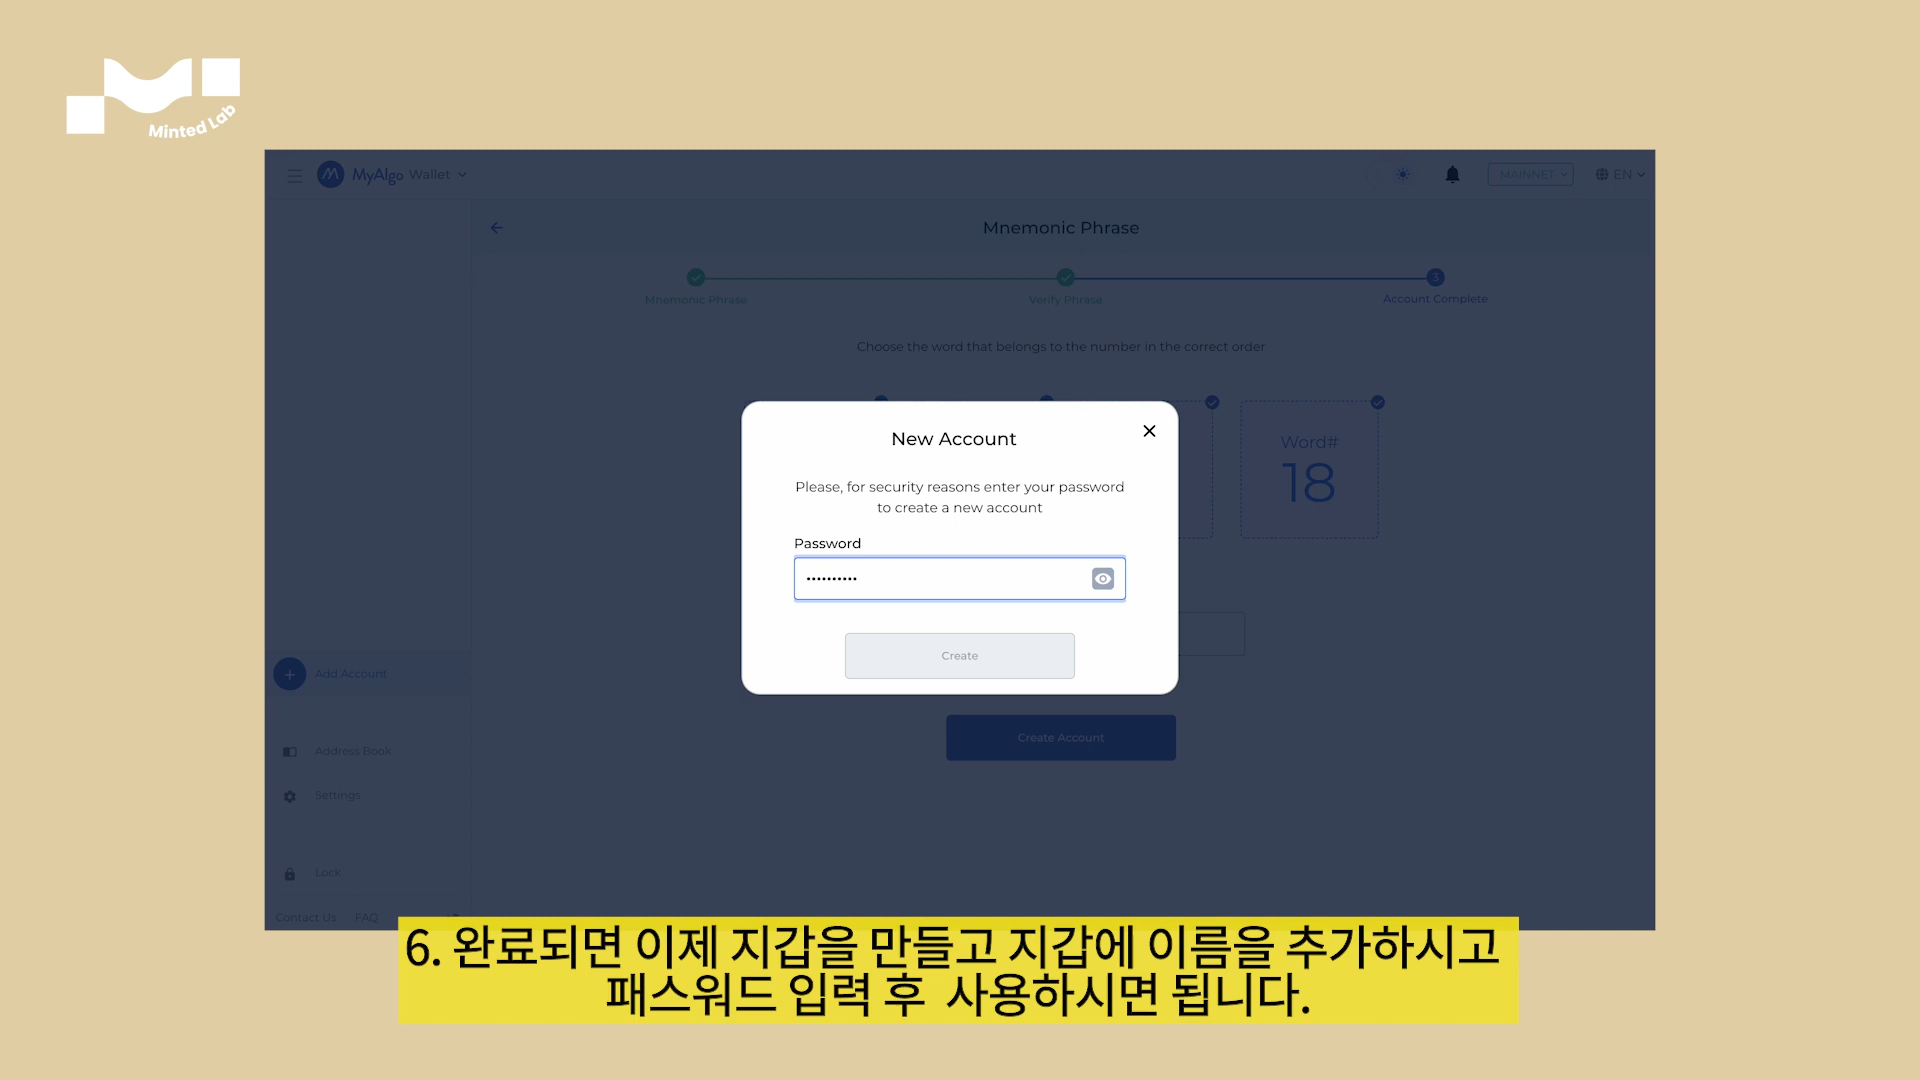 Minted Lab
MyAlgo Wallet
MAINNET
EN
Mnemonic Phrase
3
Mnemonic Phrase
Verify Phrase
Account Complete
Choose the word that belongs to the number in the correct order
Word#
18
New Account
Please, for security reasons enter your password
to create a new account
Password
••••••••••
Create
Create Account
Add Account
Address Book
Settings
Lock
Contact Us FAQ
6. 완료되면 이제 지갑을 만들고 지갑에 이름을 추가하시고
패스워드 입력 후 사용하시면 됩니다.